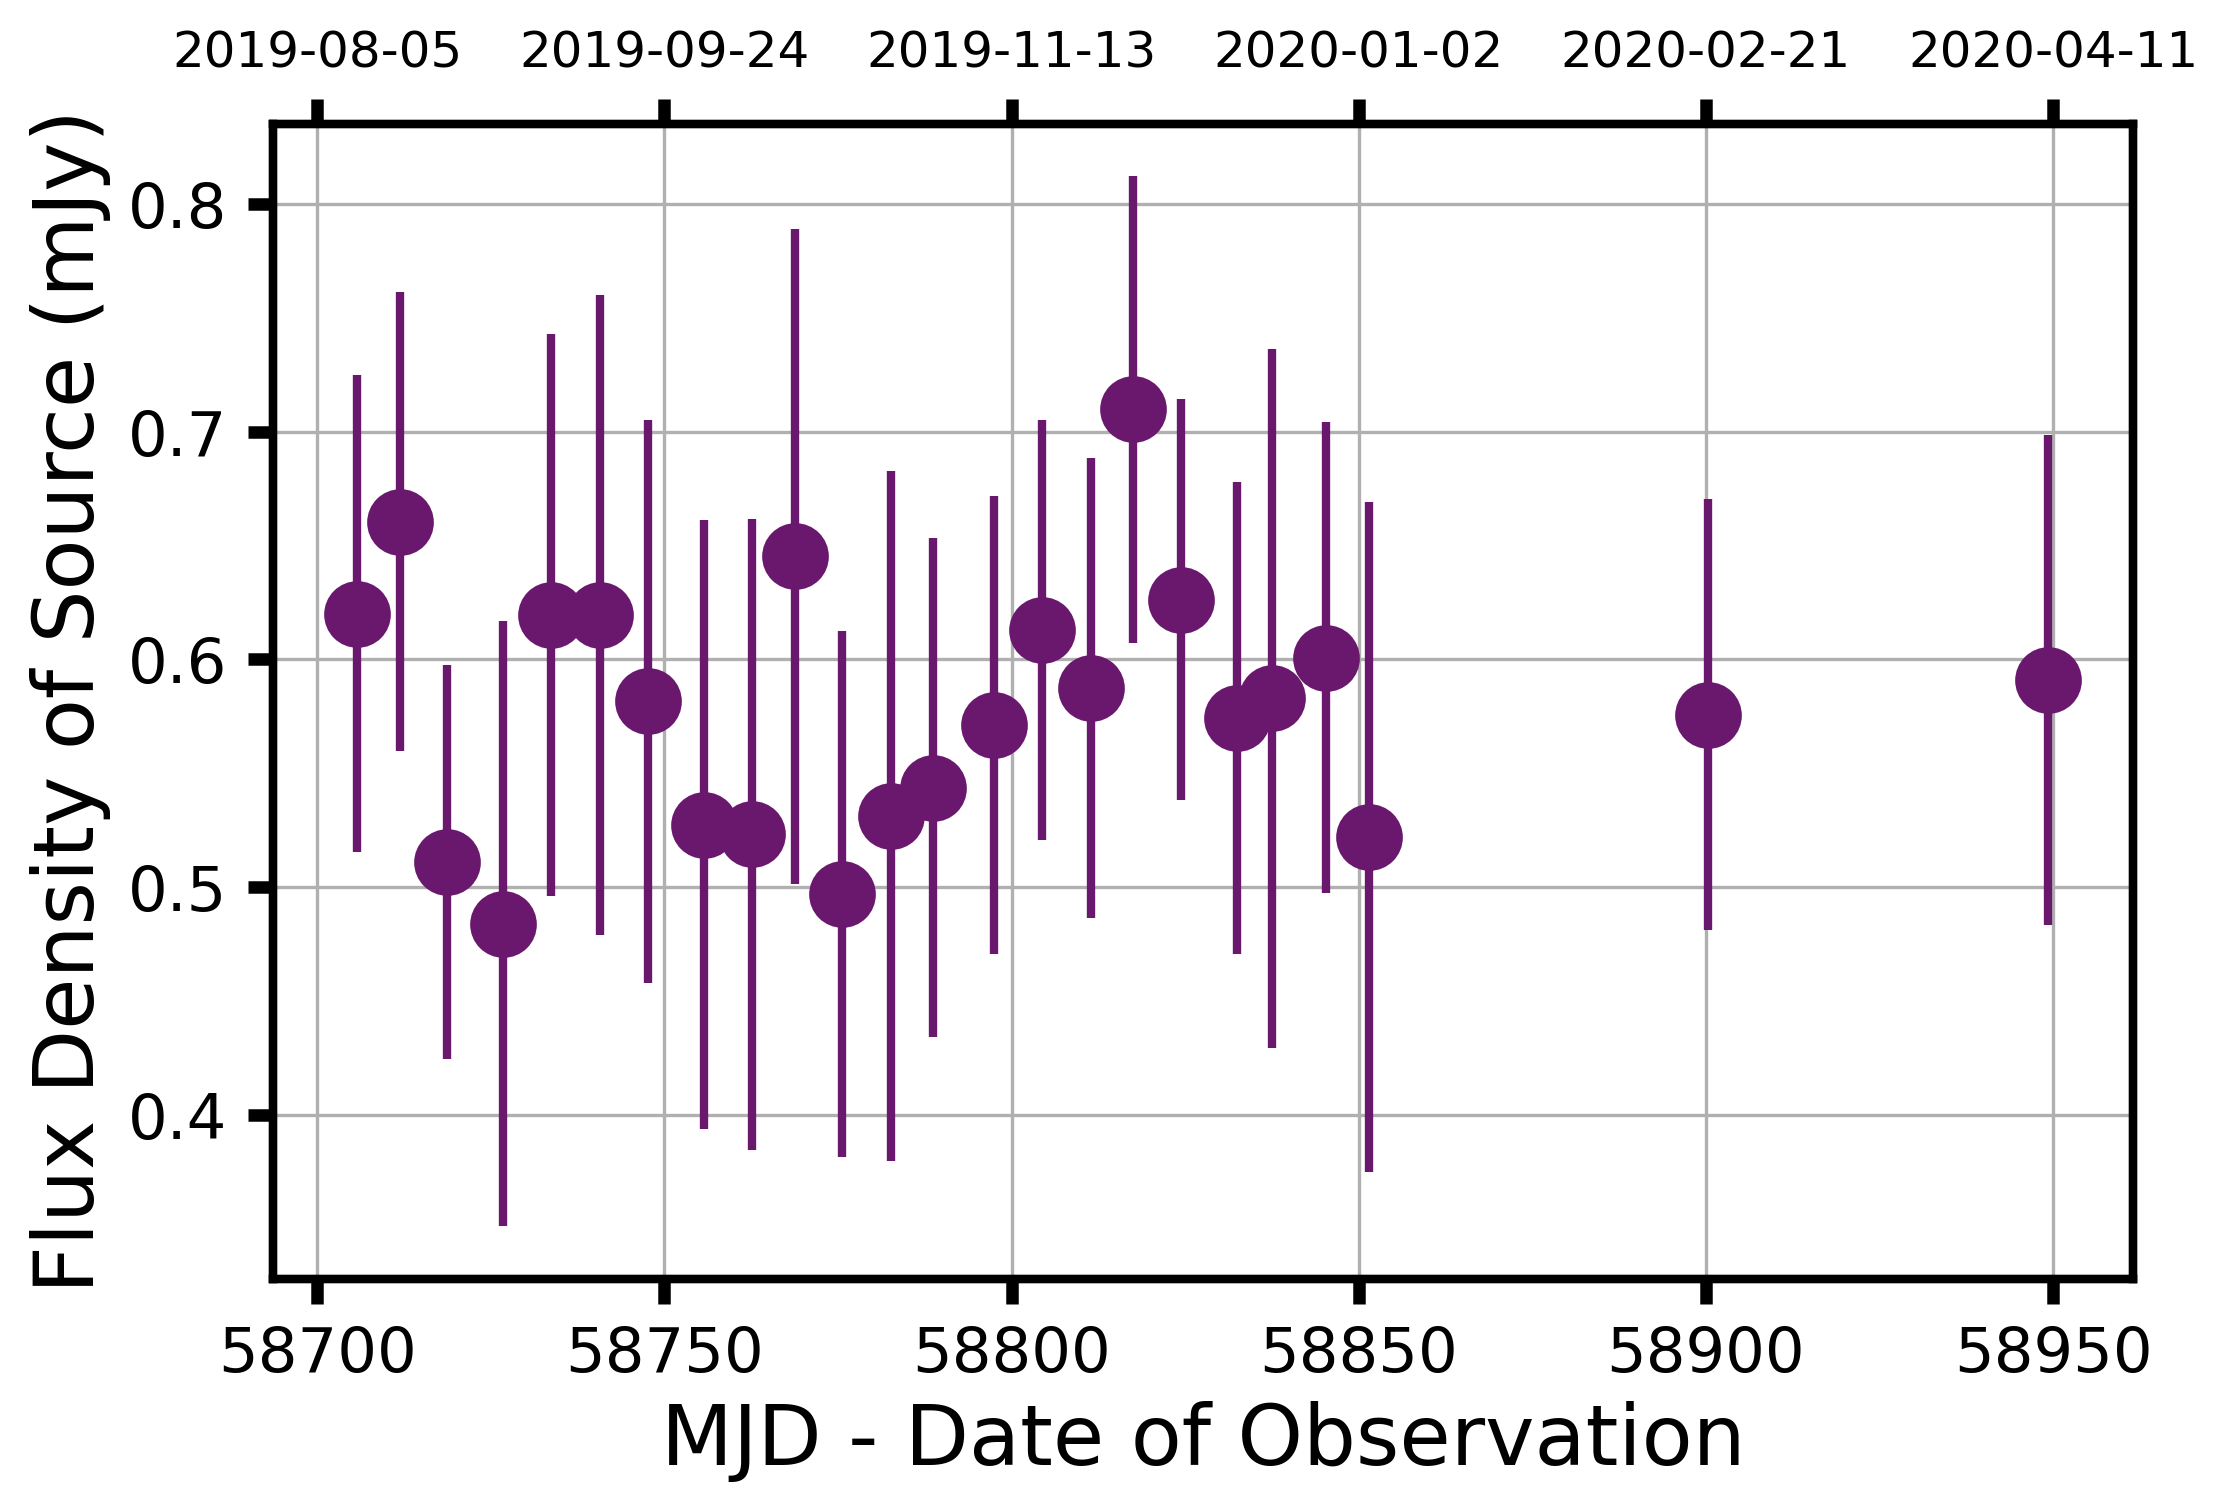 2019-08-05 2019-09-24 2019-11-13 2020-01-02 2020-02-21 2020-04-11
Flux Density of Source (mJy)
0.8
0.7
0.6
0.5
0.4
58700 58750 58800 58850 58900 58950
MJD - Date of Observation